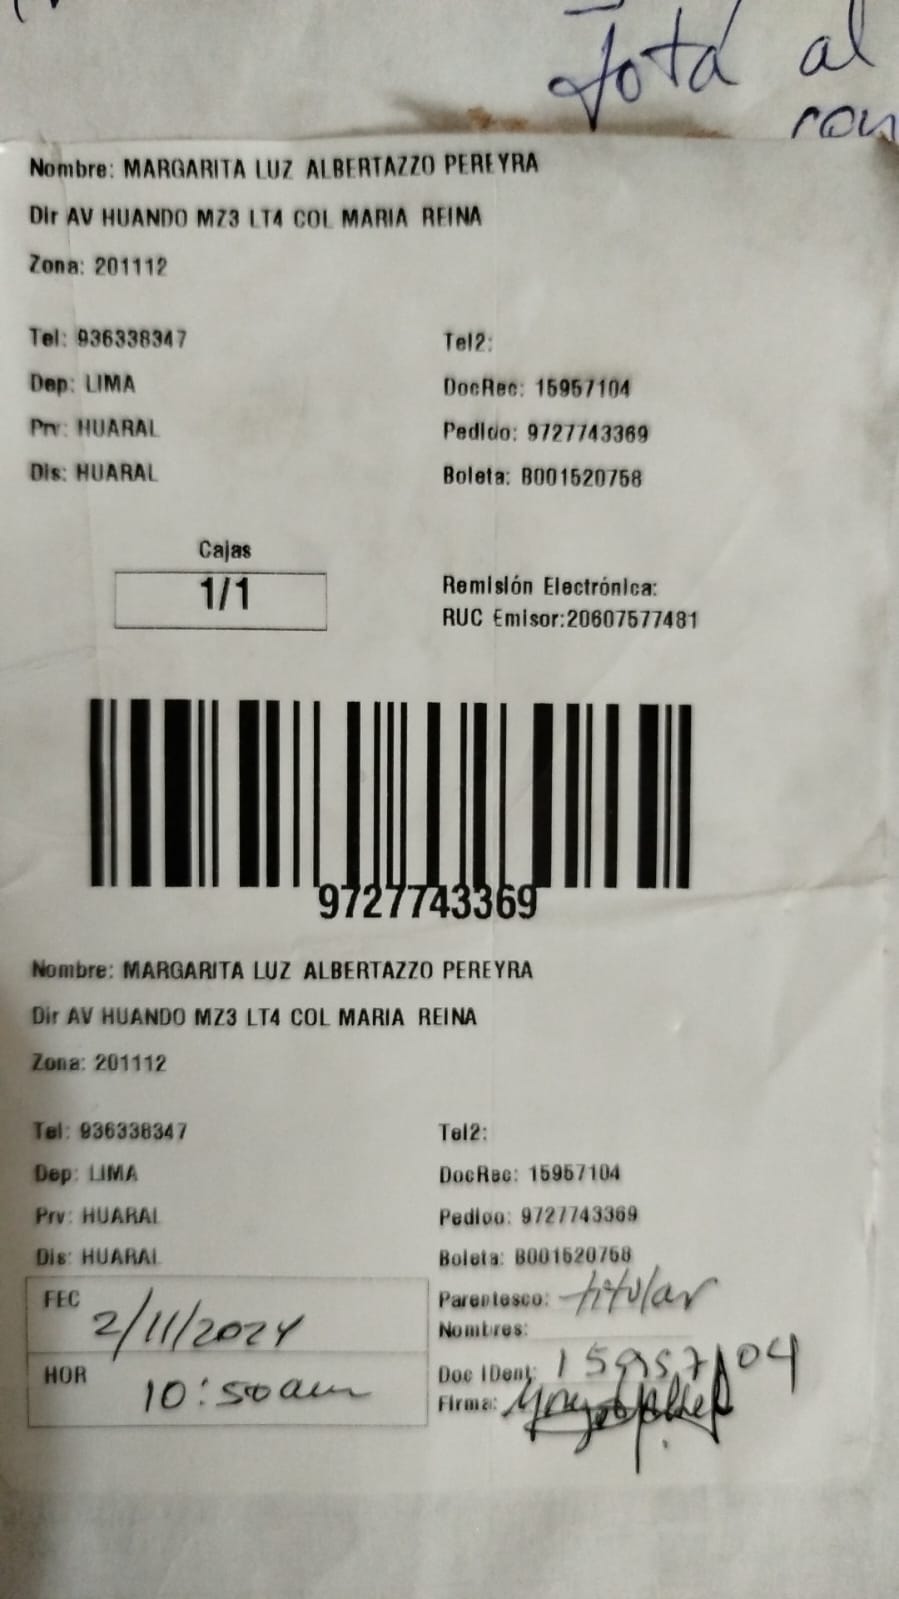 Totá al
Nombre: MARGARITA LUZ ALBERTAZZO PEREYRA
Dir AV HUANDO MZ3 LT4 COL MARIA REINA
Zona: 201112
Tel: 936338347 Tel2:
Dep: LIMA DocRec: 15957104
Prv: HUARAL Pedido: 9727743369
Dis: HUARAL Boleta: B001520758
Cajas
1/1
Remisión Electrónica:
RUC Emisor:20607577481
9727743369
Nombre: MARGARITA LUZ ALBERTAZZO PEREYRA
Dir AV HUANDO MZ3 LT4 COL MARIA REINA
Zona: 201112
Tel: 936338347 Tel2:
Dep: LIMA DocRec: 15957104
Prv: HUARAL Pedido: 9727743369
Dis: HUARAL Boleta: B001520758
FEC 2/11/2024 Parentesco: titular
Nombres:
HOR 10:50am Doc IDent: 15957104
Firma: